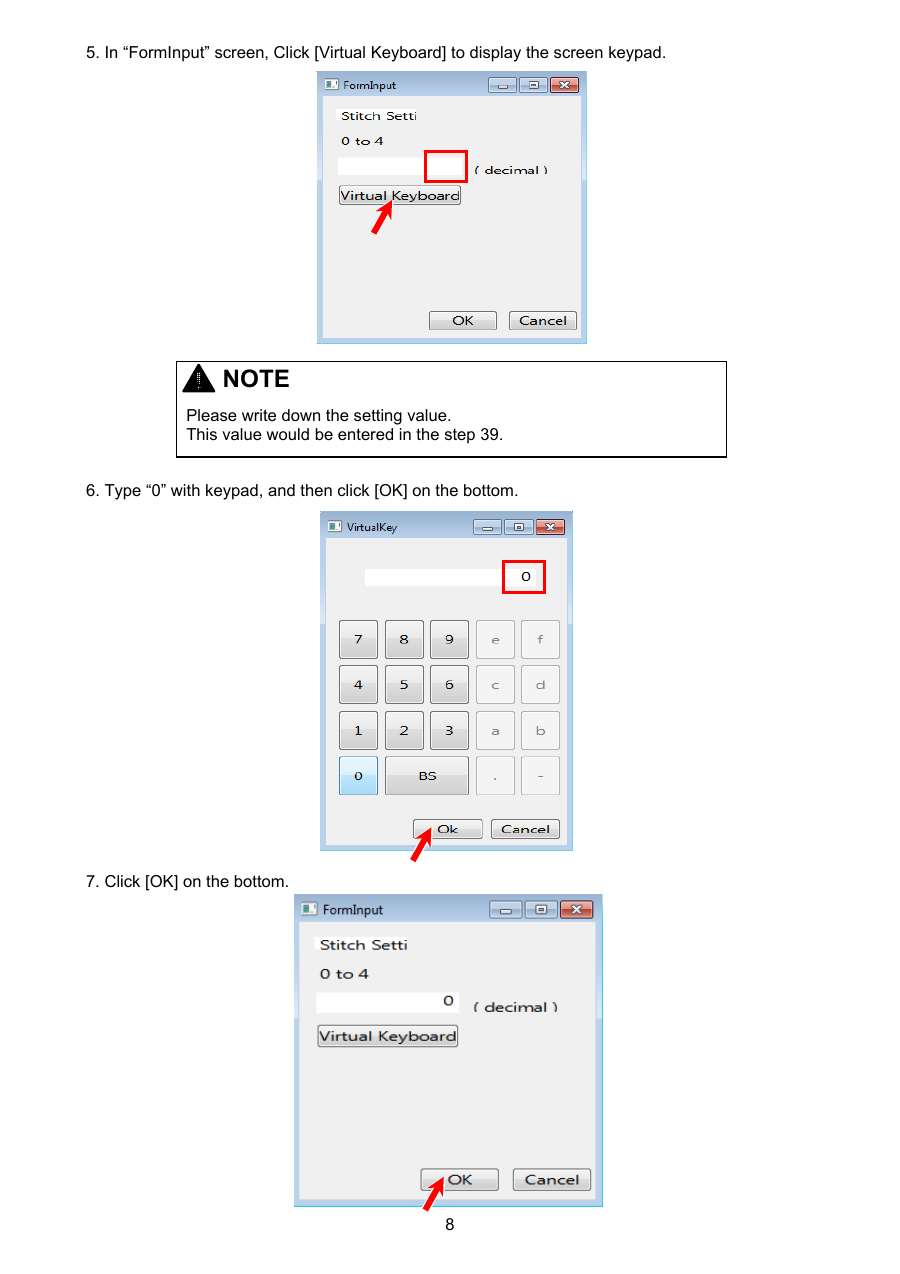 5. In “FormInput” screen, Click [Virtual Keyboard] to display the screen keypad.
FormInput
Stitch Setti
0 to 4
( decimal )
Virtual Keyboard
OK Cancel
NOTE
Please write down the setting value.
This value would be entered in the step 39.
6. Type “0” with keypad, and then click [OK] on the bottom.
VirtualKey
0
7 8 9 e f
4 5 6 c d
1 2 3 a b
0 BS . -
Ok Cancel
7. Click [OK] on the bottom.
FormInput
Stitch Setti
0 to 4
0 ( decimal )
Virtual Keyboard
OK Cancel
8